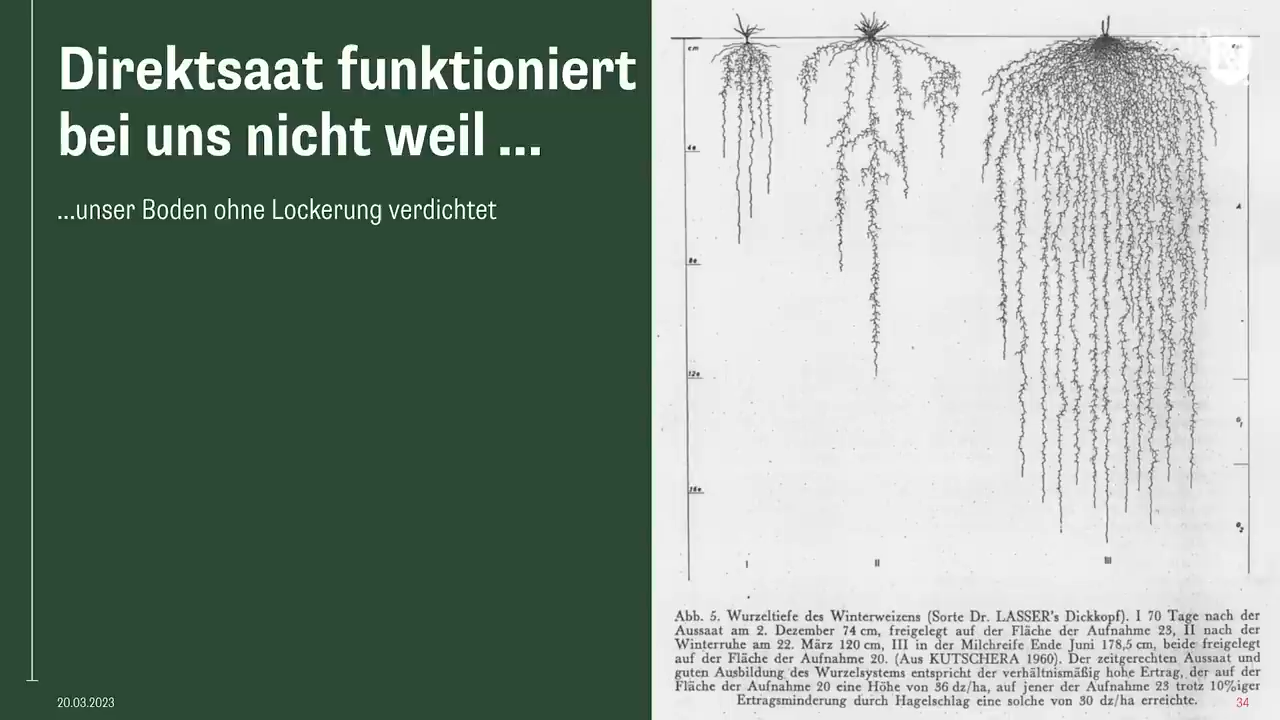 Direktsaat funktioniert
bei uns nicht weil ...
...unser Boden ohne Lockerung verdichtet
cm
40
80
120
160
A
I
II
III
Abb. 5. Wurzeltiefe des Winterweizens (Sorte Dr. LASSER's Dickkopf). I 70 Tage nach der
Aussaat am 2. Dezember 74 cm, freigelegt auf der Fläche der Aufnahme 23, II nach der
Winterruhe am 22. März 120 cm, III in der Milchreife Ende Juni 178,5 cm, beide freigelegt
auf der Fläche der Aufnahme 20. (Aus KUTSCHERA 1960). Der zeitgerechten Aussaat und
guten Ausbildung des Wurzelsystems entspricht der verhältnismäßig hohe Ertrag, der auf der
Fläche der Aufnahme 20 eine Höhe von 36 dz/ha, auf jener der Aufnahme 23 trotz 10%iger
Ertragsminderung durch Hagelschlag eine solche von 30 dz/ha erreichte.
20.03.2023
34